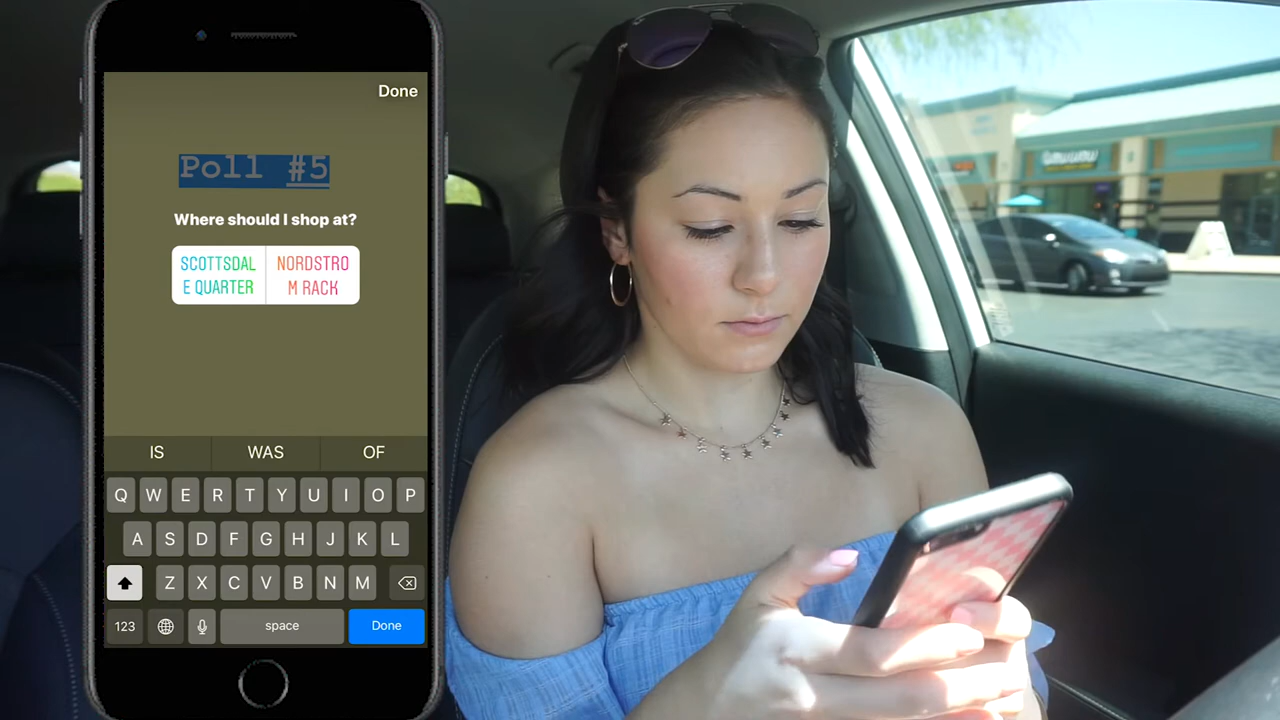 Done
Poll #5
Where should I shop at?
SCOTTSDAL
E QUARTER
NORDSTRO
M RACK
IS WAS OF
Q W E R T Y U I O P
A S D F G H J K L
Z X C V B N M
123 space Done